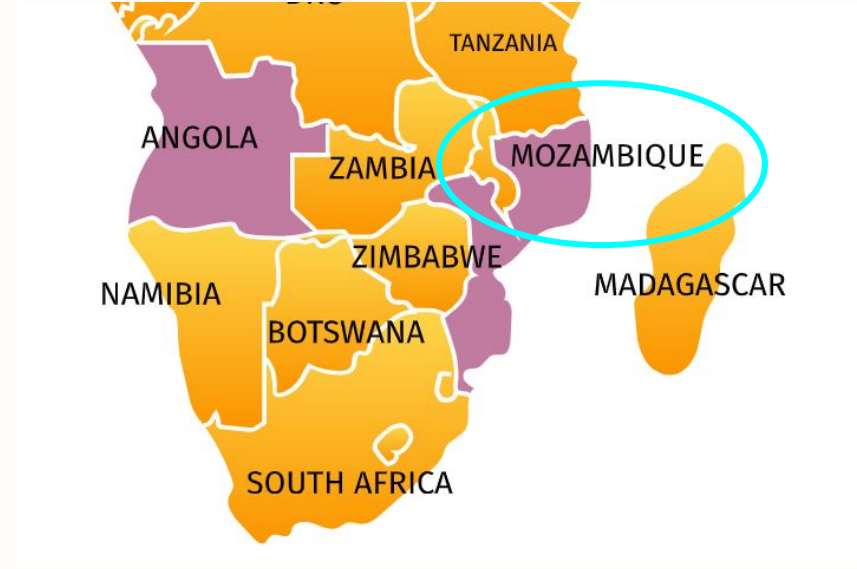 TANZANIA
ANGOLA
MOZAMBIQUE
ZAMBIA
ZIMBABWE
NAMIBIA
MADAGASCAR
BOTSWANA
SOUTH AFRICA